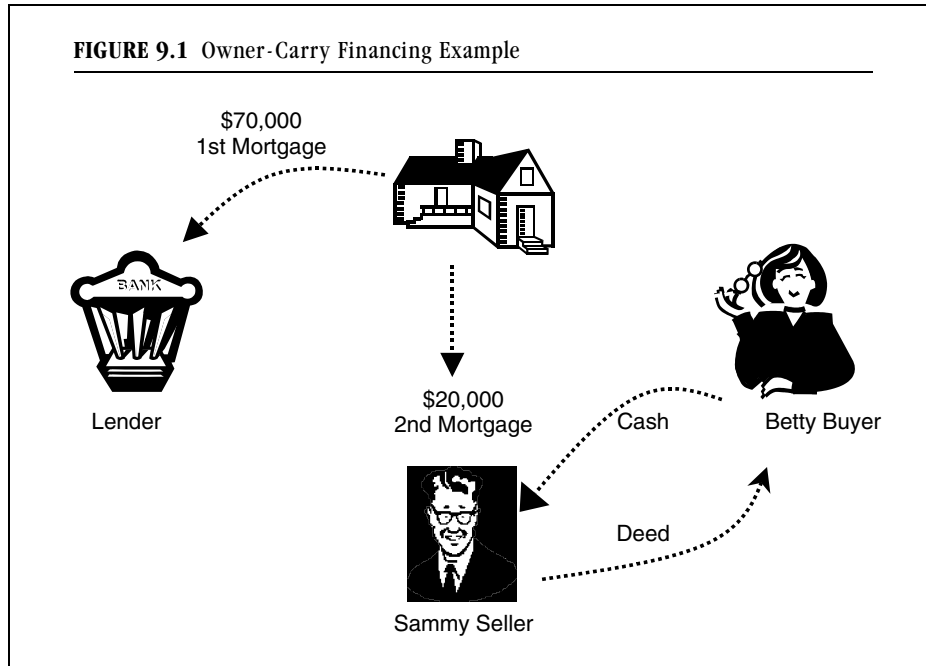 FIGURE 9.1 Owner-Carry Financing Example
$70,000
1st Mortgage
BANK
Lender
$20,000
2nd Mortgage
Cash
Betty Buyer
Deed
Sammy Seller